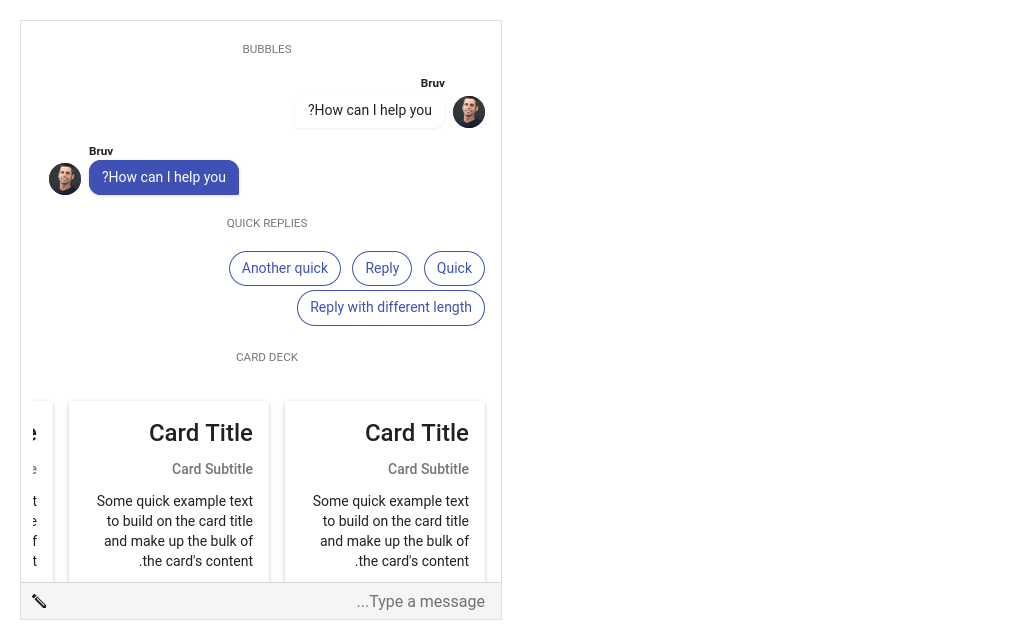 BUBBLES
Bruv
?How can I help you
Bruv
?How can I help you
QUICK REPLIES
Another quick Reply Quick
Reply with different length
CARD DECK
Card Title
Card Subtitle
Some quick example text
to build on the card title
and make up the bulk of
.the card's content
Card Title
Card Subtitle
Some quick example text
to build on the card title
and make up the bulk of
.the card's content
...Type a message